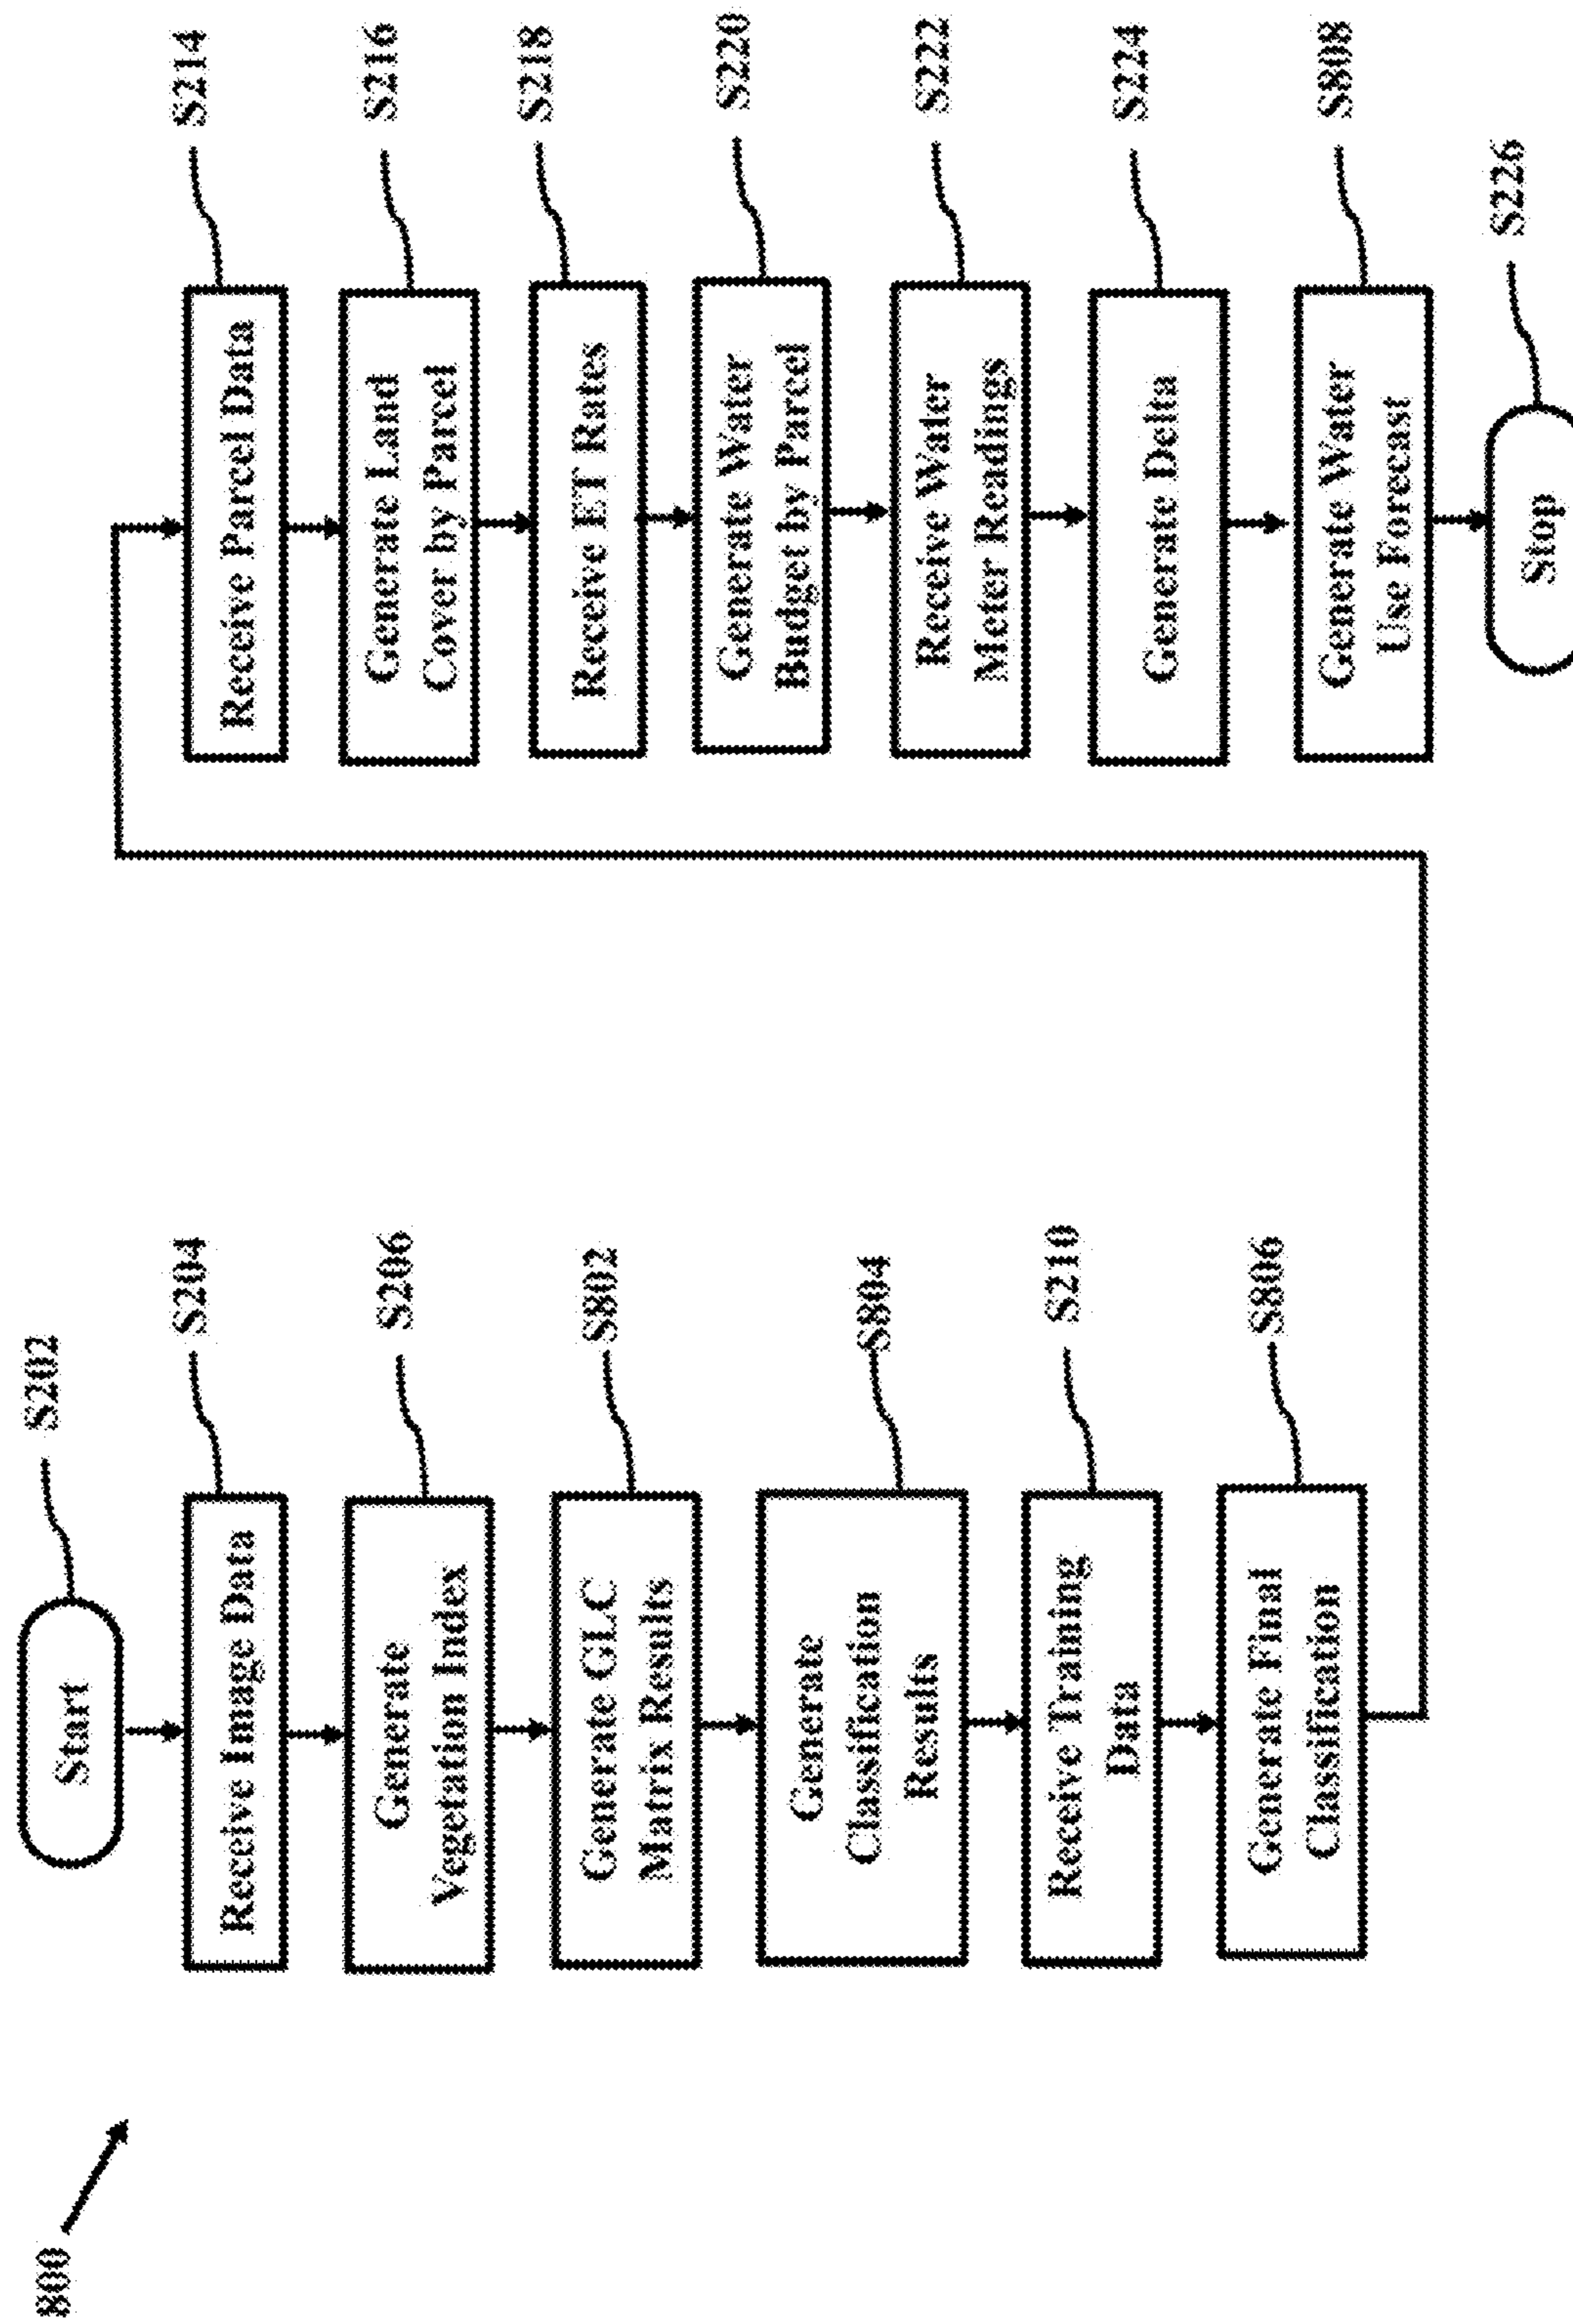 800
Start
S202
Receive Image Data
S204
Generate
Vegetation Index
S206
Generate GLC
Matrix Results
S802
Generate
Classification
Results
S804
Receive Training
Data
S210
Generate Final
Classification
S806
Receive Parcel Data
S214
Generate Land
Cover by Parcel
S216
Receive ET Rates
S218
Generate Water
Budget by Parcel
S220
Receive Water
Meter Readings
S222
Generate Delta
S224
Generate Water
Use Forecast
S808
Stop
S226